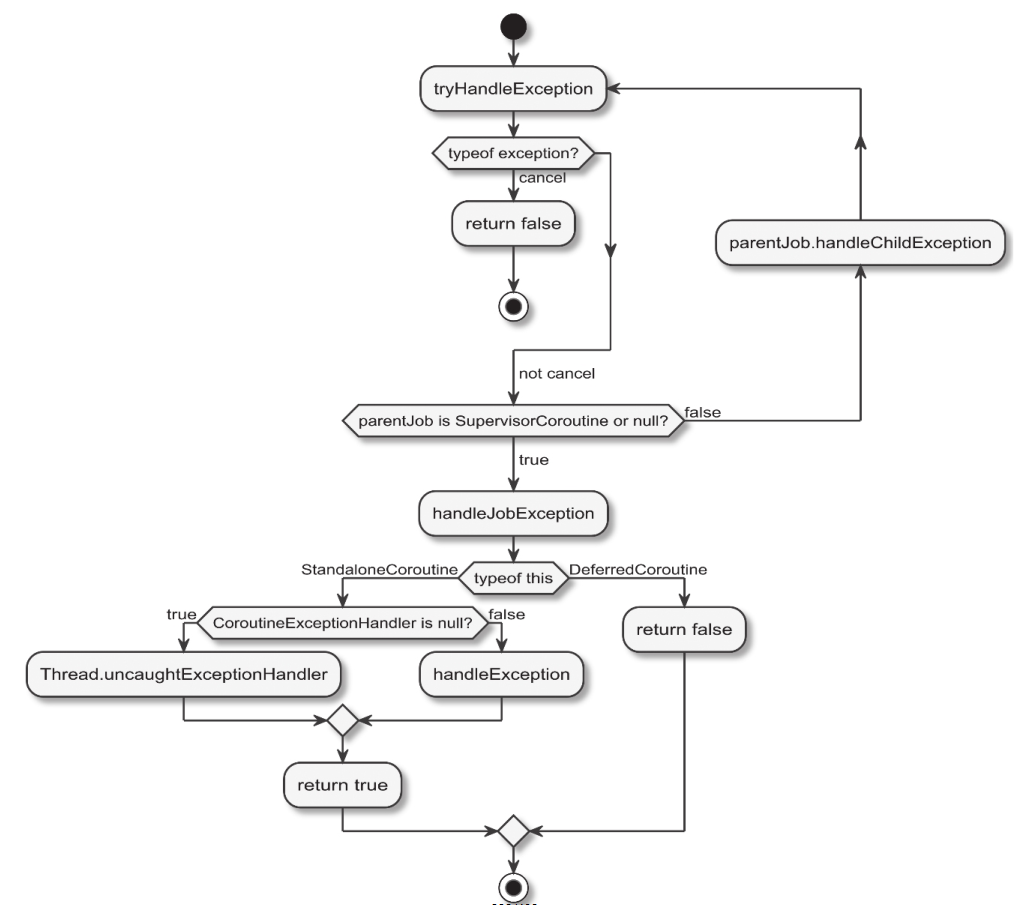 tryHandleException
typeof exception?
cancel
return false
parentJob.handleChildException
not cancel
parentJob is SupervisorCoroutine or null?
false
true
handleJobException
StandaloneCoroutine
typeof this
DeferredCoroutine
true
CoroutineExceptionHandler is null?
false
return false
Thread.uncaughtExceptionHandler
handleException
return true